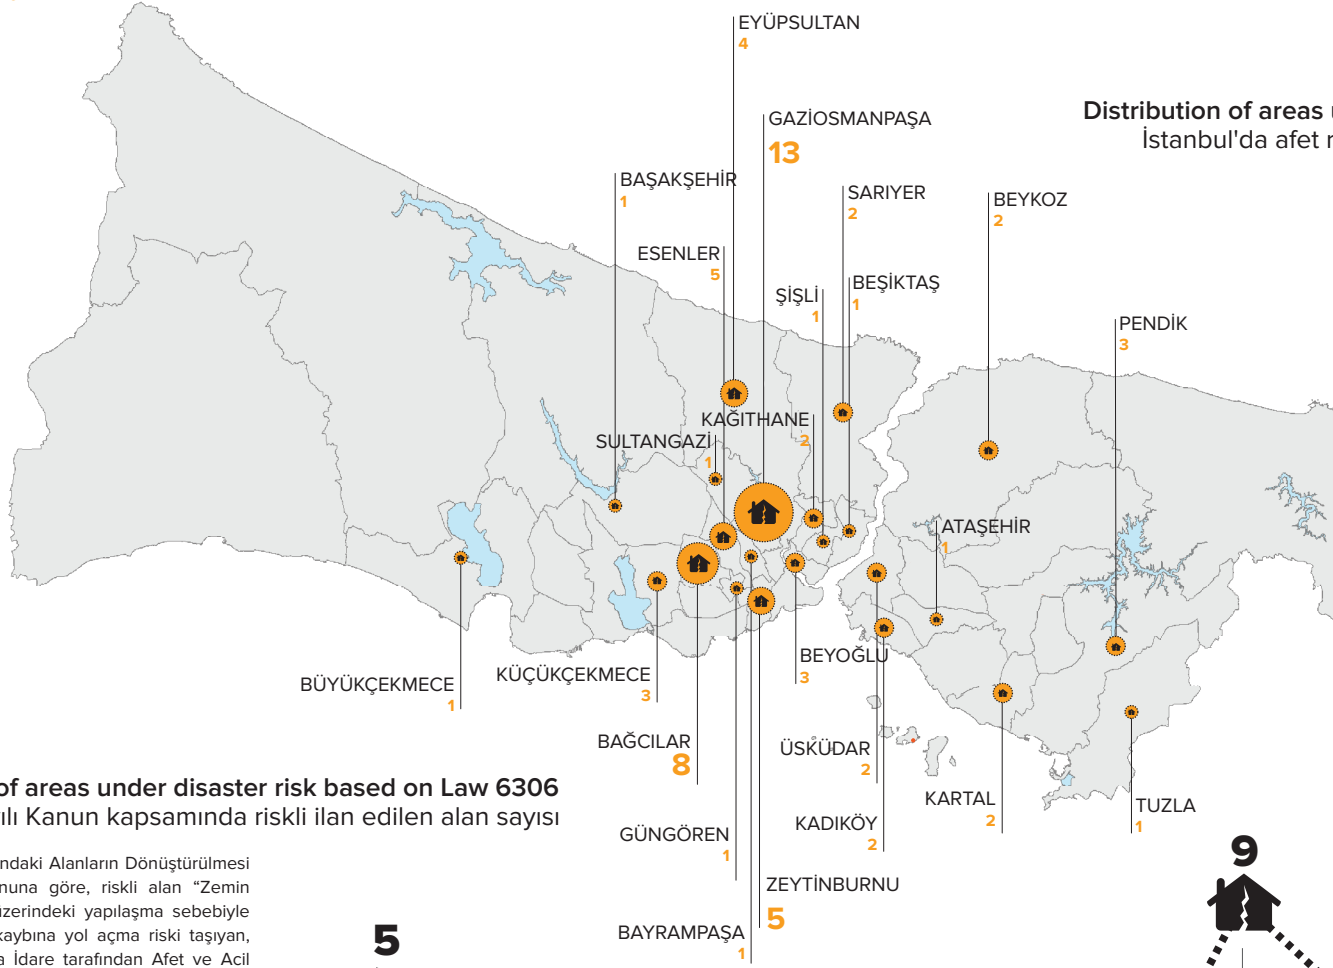 EYÜPSULTAN
4
Distribution of areas
İstanbul'da afet
GAZİOSMANPAŞA
13
BAŞAKŞEHİR
1
SARIYER
2
BEYKOZ
2
ESENLER
5
ŞİŞLİ
1
BEŞİKTAŞ
1
PENDİK
3
KAĞITHANE
2
SULTANGAZİ
1
ATAŞEHİR
1
BEYOĞLU
3
KÜÇÜKÇEKMECE
3
BÜYÜKÇEKMECE
1
BAĞCILAR
8
ÜSKÜDAR
2
KARTAL
2
TUZLA
1
KADIKÖY
2
of areas under disaster risk based on Law 6306
ılı Kanun kapsamında riskli ilan edilen alan sayısı
GÜNGÖREN
1
ZEYTİNBURNU
5
BAYRAMPAŞA
1
ndaki Alanların Dönüştürülmesi
nuna göre, riskli alan “Zemin
üzerindeki yapılaşma sebebiyle
kaybına yol açma riski taşıyan,
a İdare tarafından Afet ve Acil
5
9